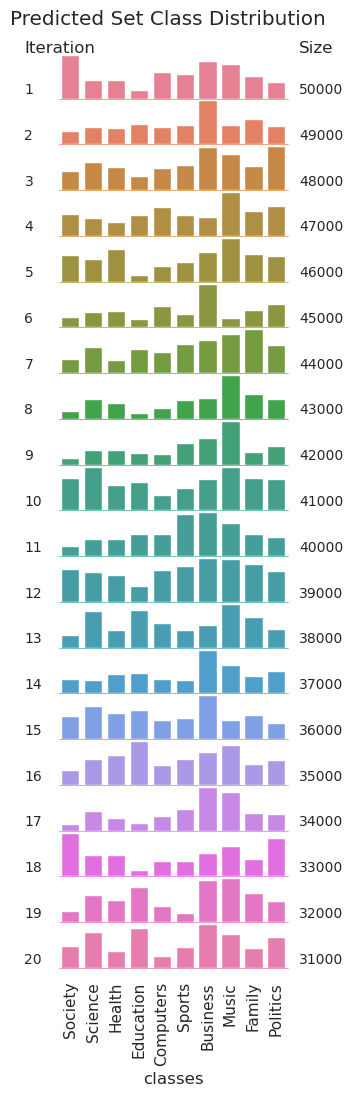 Predicted Set Class Distribution
Iteration Size
1 50000
2 49000
3 48000
4 47000
5 46000
6 45000
7 44000
8 43000
9 42000
10 41000
11 40000
12 39000
13 38000
14 37000
15 36000
16 35000
17 34000
18 33000
19 32000
20 31000
Society
Science
Health
Education
Computers
Sports
Business
Music
Family
Politics
classes